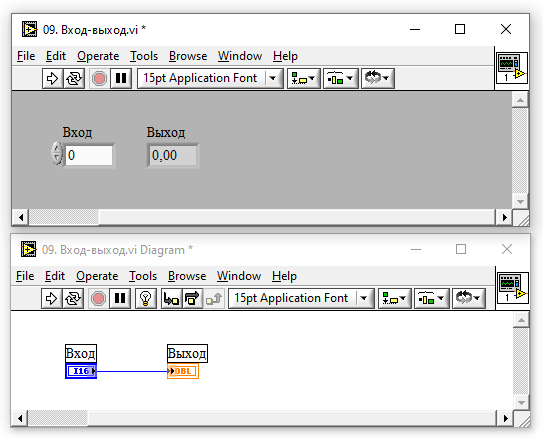 09. Вход-выход.vi *
File Edit Operate Tools Browse Window Help
15pt Application Font
1
Вход Выход
0 0,00
09. Вход-выход.vi Diagram *
File Edit Operate Tools Browse Window Help
15pt Application Font
1
Вход Выход
I16 DBL